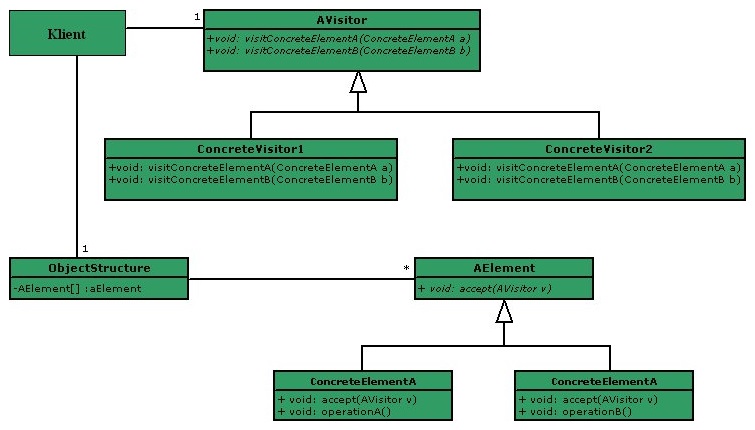 Klient
1
AVisitor
+void: visitConcreteElementA(ConcreteElementA a)
+void: visitConcreteElementB(ConcreteElementB b)
ConcreteVisitor1
+void: visitConcreteElementA(ConcreteElementA a)
+void: visitConcreteElementB(ConcreteElementB b)
ConcreteVisitor2
+void: visitConcreteElementA(ConcreteElementA a)
+void: visitConcreteElementB(ConcreteElementB b)
1
ObjectStructure
-AElement[] :aElement
*
AElement
+ void: accept(AVisitor v)
ConcreteElementA
+ void: accept(AVisitor v)
+ void: operationA()
ConcreteElementA
+ void: accept(AVisitor v)
+ void: operationB()